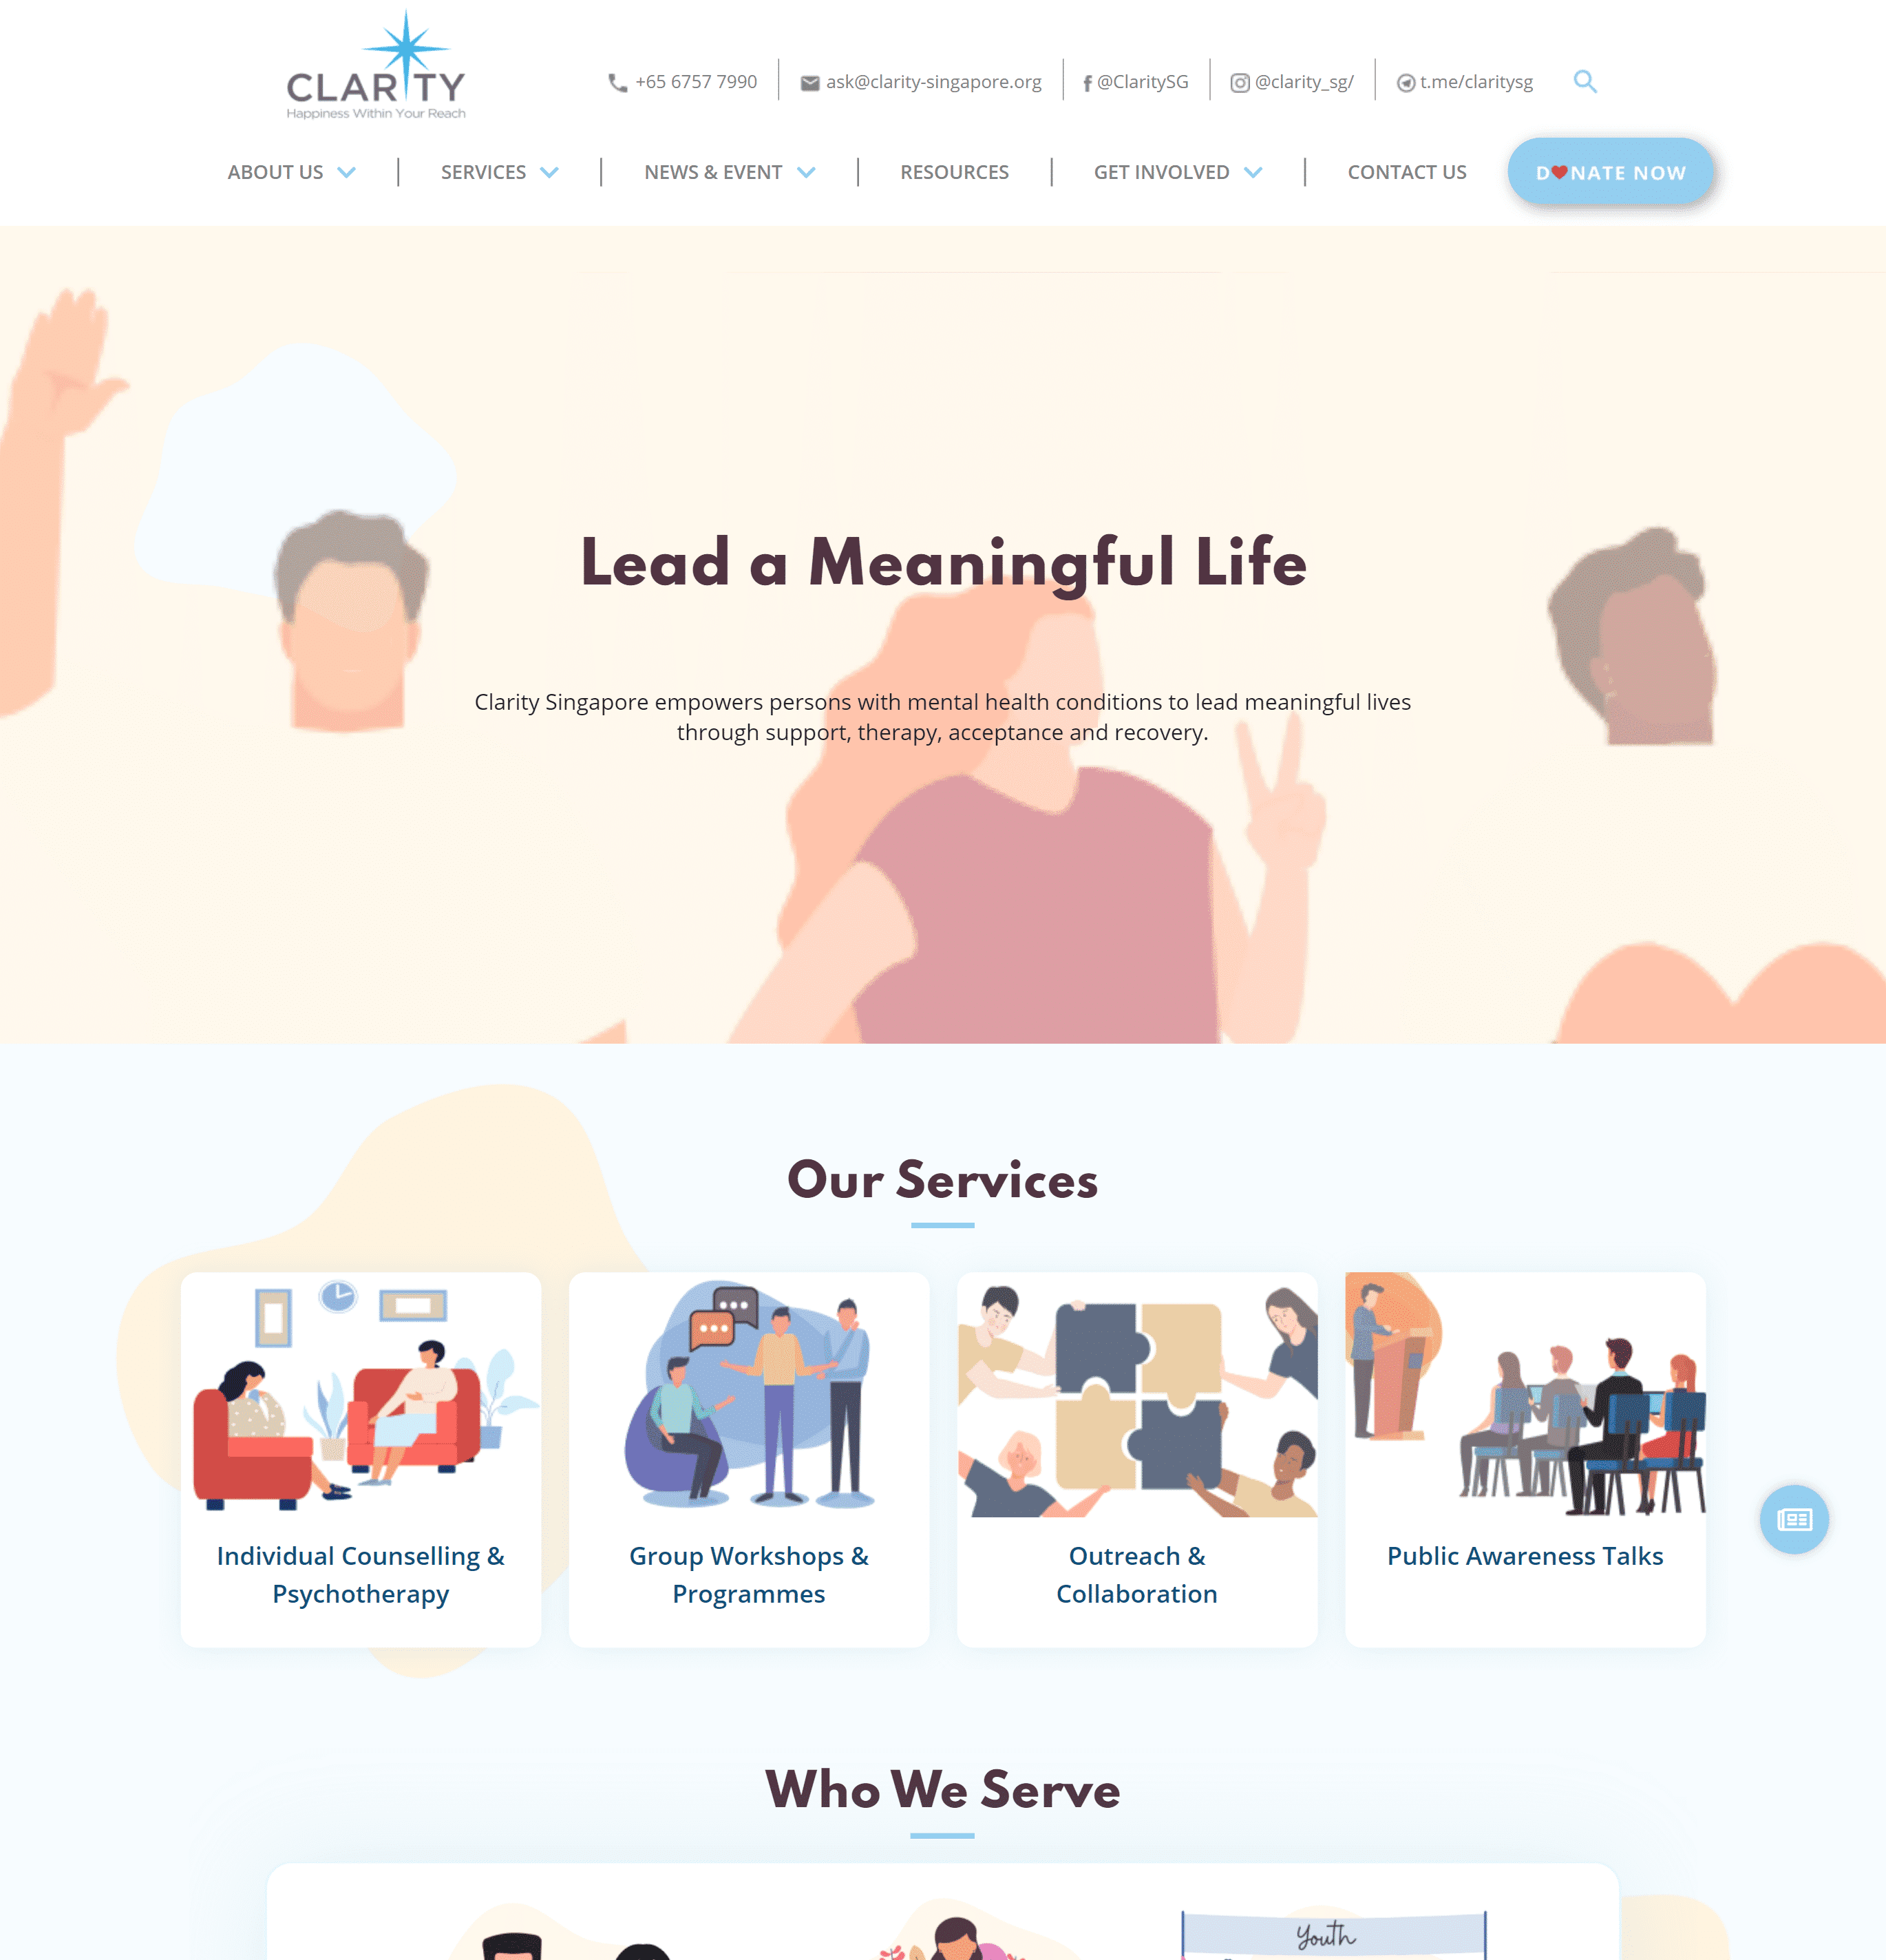 CLARITY
Happiness Within Your Reach
+65 6757 7990
ask@clarity-singapore.org
@ClaritySG
@clarity_sg/
t.me/claritysg
ABOUT US
SERVICES
NEWS & EVENT
RESOURCES
GET INVOLVED
CONTACT US
D❤NATE NOW
Lead a Meaningful Life
Clarity Singapore empowers persons with mental health conditions to lead meaningful lives
through support, therapy, acceptance and recovery.
Our Services
Individual Counselling &
Psychotherapy
Group Workshops &
Programmes
Outreach &
Collaboration
Public Awareness Talks
Who We Serve
Youth